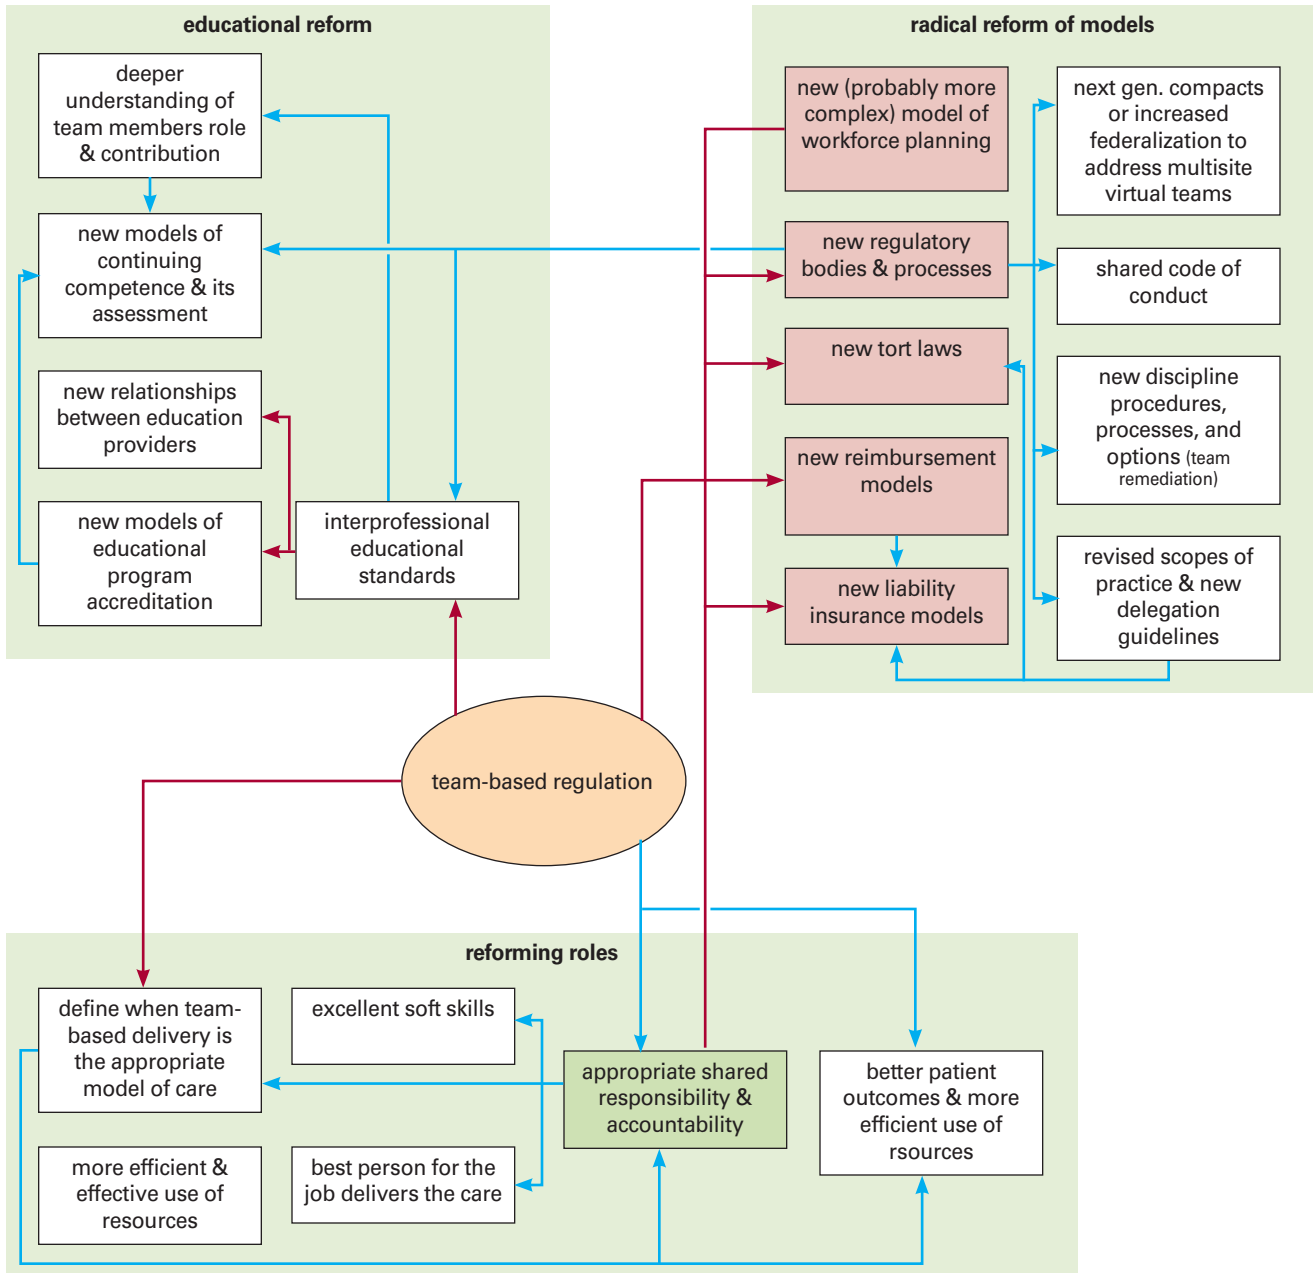 educational reform
deeper
understanding of
team members role
& contribution
new models of
continuing
competence & its
assessment
new relationships
between education
providers
new models of
educational
program
accreditation
interprofessional
educational
standards
radical reform of models
new (probably more
complex) model of
workforce planning
new regulatory
bodies & processes
new tort laws
new reimbursement
models
new liability
insurance models
next gen. compacts
or increased
federalization to
address multisite
virtual teams
shared code of
conduct
new discipline
procedures,
processes, and
options (team
remediation)
revised scopes of
practice & new
delegation
guidelines
team-based regulation
reforming roles
define when team-
based delivery is
the appropriate
model of care
more efficient &
effective use of
resources
excellent soft skills
best person for the
job delivers the care
appropriate shared
responsibility &
accountability
better patient
outcomes & more
efficient use of
rsources